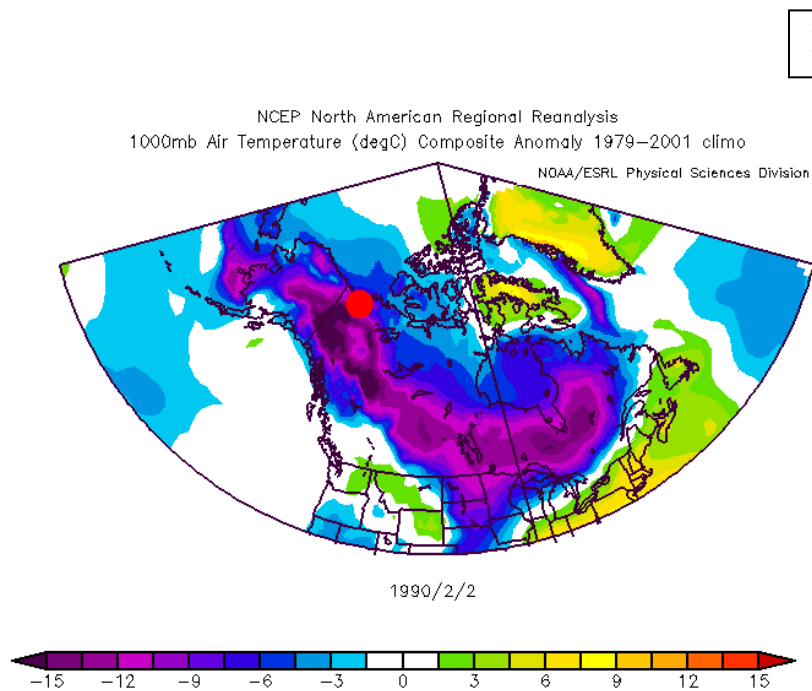 NCEP North American Regional Reanalysis
1000mb Air Temperature (degC) Composite Anomaly 1979-2001 climo
NOAA/ESRL Physical Sciences Division
1990/2/2
-15 -12 -9 -6 -3 0 3 6 9 12 15